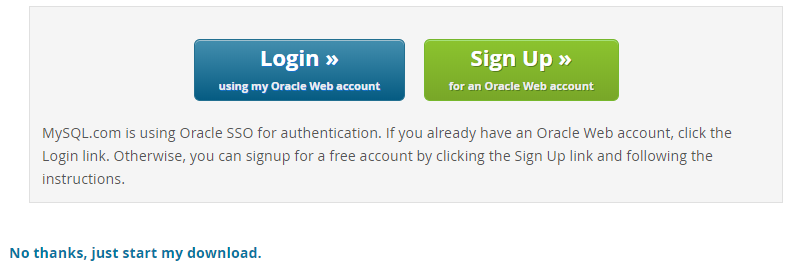 Login »
using my Oracle Web account
Sign Up »
for an Oracle Web account
MySQL.com is using Oracle SSO for authentication. If you already have an Oracle Web account, click the
Login link. Otherwise, you can signup for a free account by clicking the Sign Up link and following the
instructions.
No thanks, just start my download.